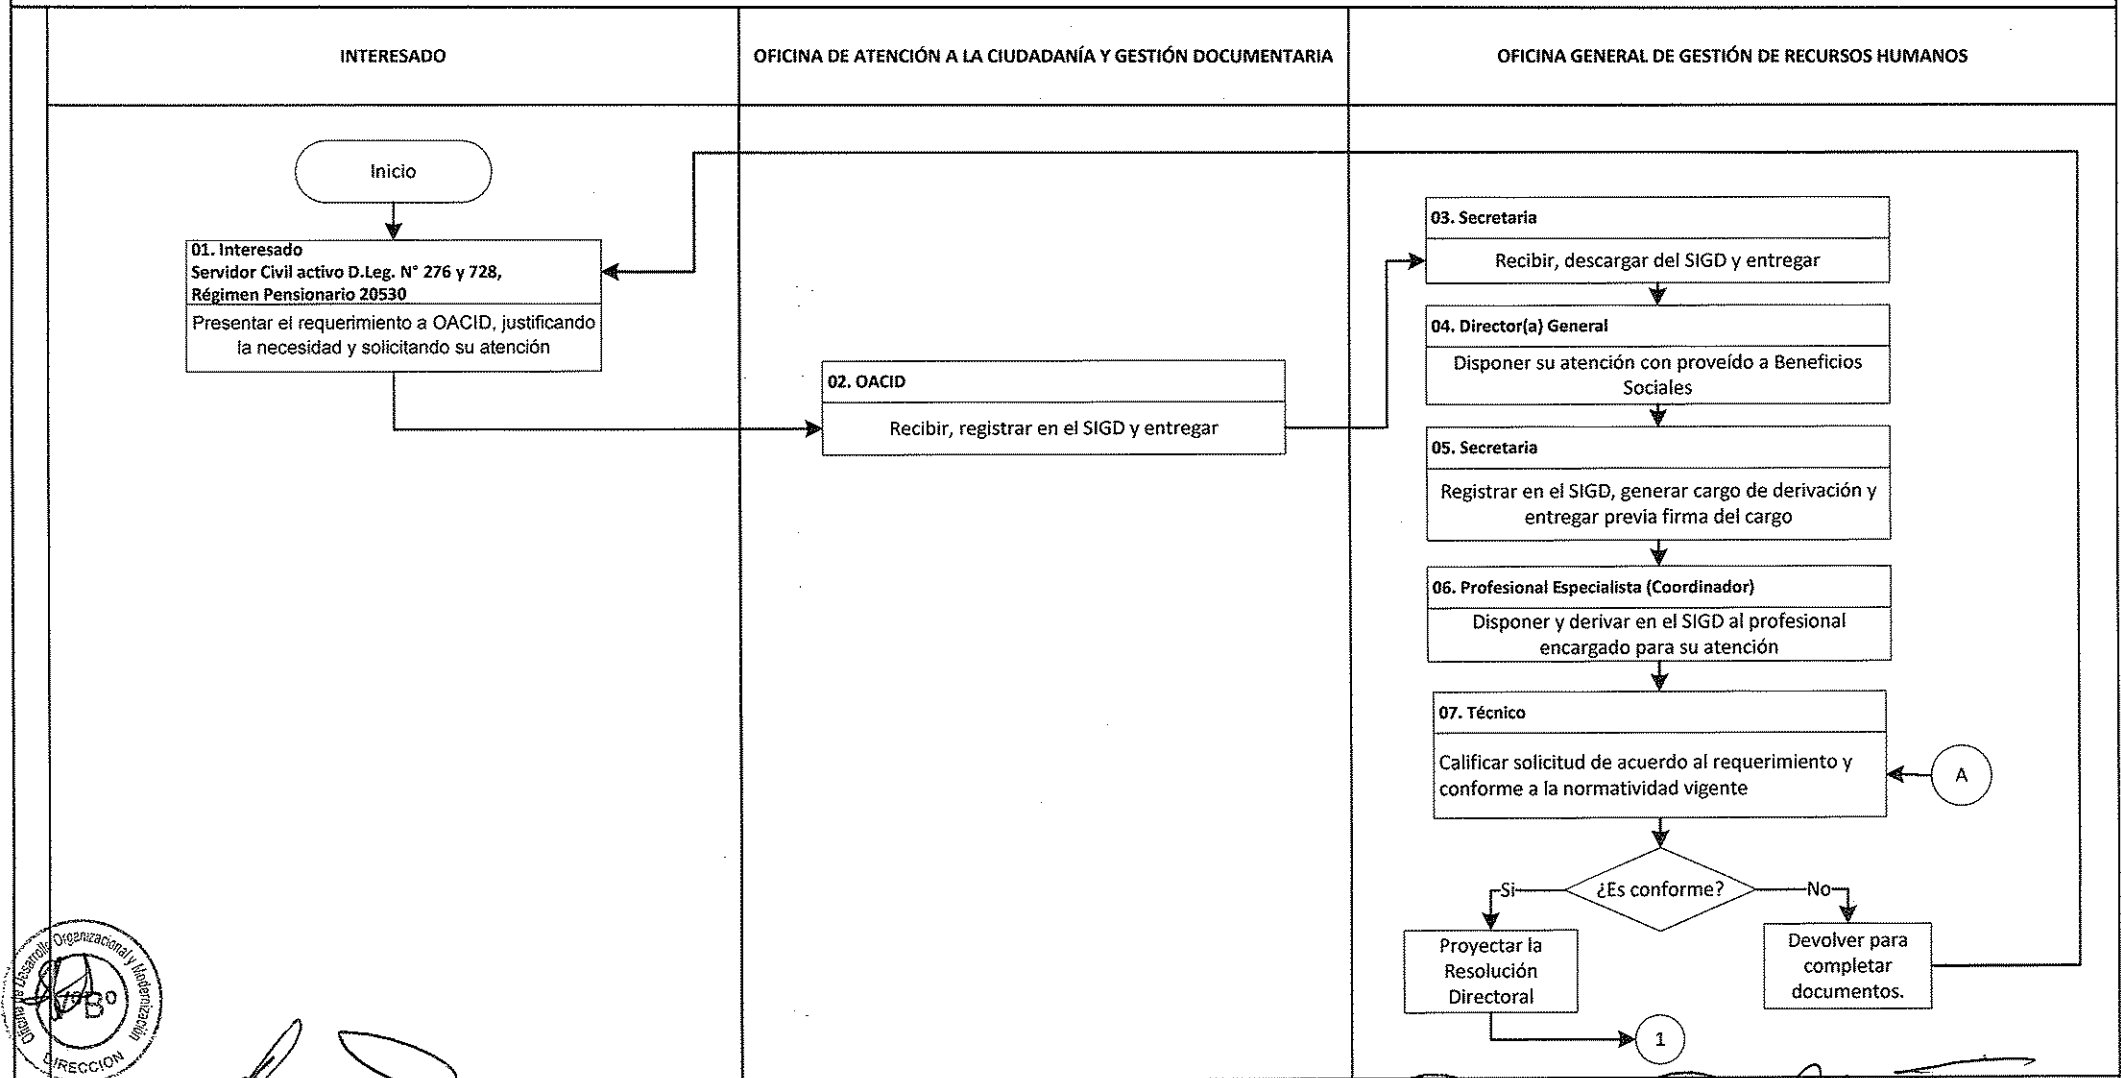 INTERESADO
OFICINA DE ATENCIÓN A LA CIUDADANÍA Y GESTIÓN DOCUMENTARIA
OFICINA GENERAL DE GESTIÓN DE RECURSOS HUMANOS
Inicio
01. Interesado
Servidor Civil activo D.Leg. N° 276 y 728,
Régimen Pensionario 20530
Presentar el requerimiento a OACID, justificando
la necesidad y solicitando su atención
02. OACID
Recibir, registrar en el SIGD y entregar
03. Secretaria
Recibir, descargar del SIGD y entregar
04. Director(a) General
Disponer su atención con proveído a Beneficios
Sociales
05. Secretaria
Registrar en el SIGD, generar cargo de derivación y
entregar previa firma del cargo
06. Profesional Especialista (Coordinador)
Disponer y derivar en el SIGD al profesional
encargado para su atención
07. Técnico
Calificar solicitud de acuerdo al requerimiento y
conforme a la normatividad vigente
A
¿Es conforme?
Si
No
Proyectar la
Resolución
Directoral
Devolver para
completar
documentos.
1
Oficina de Desarrollo Organizacional y Modernización
DIRECCION